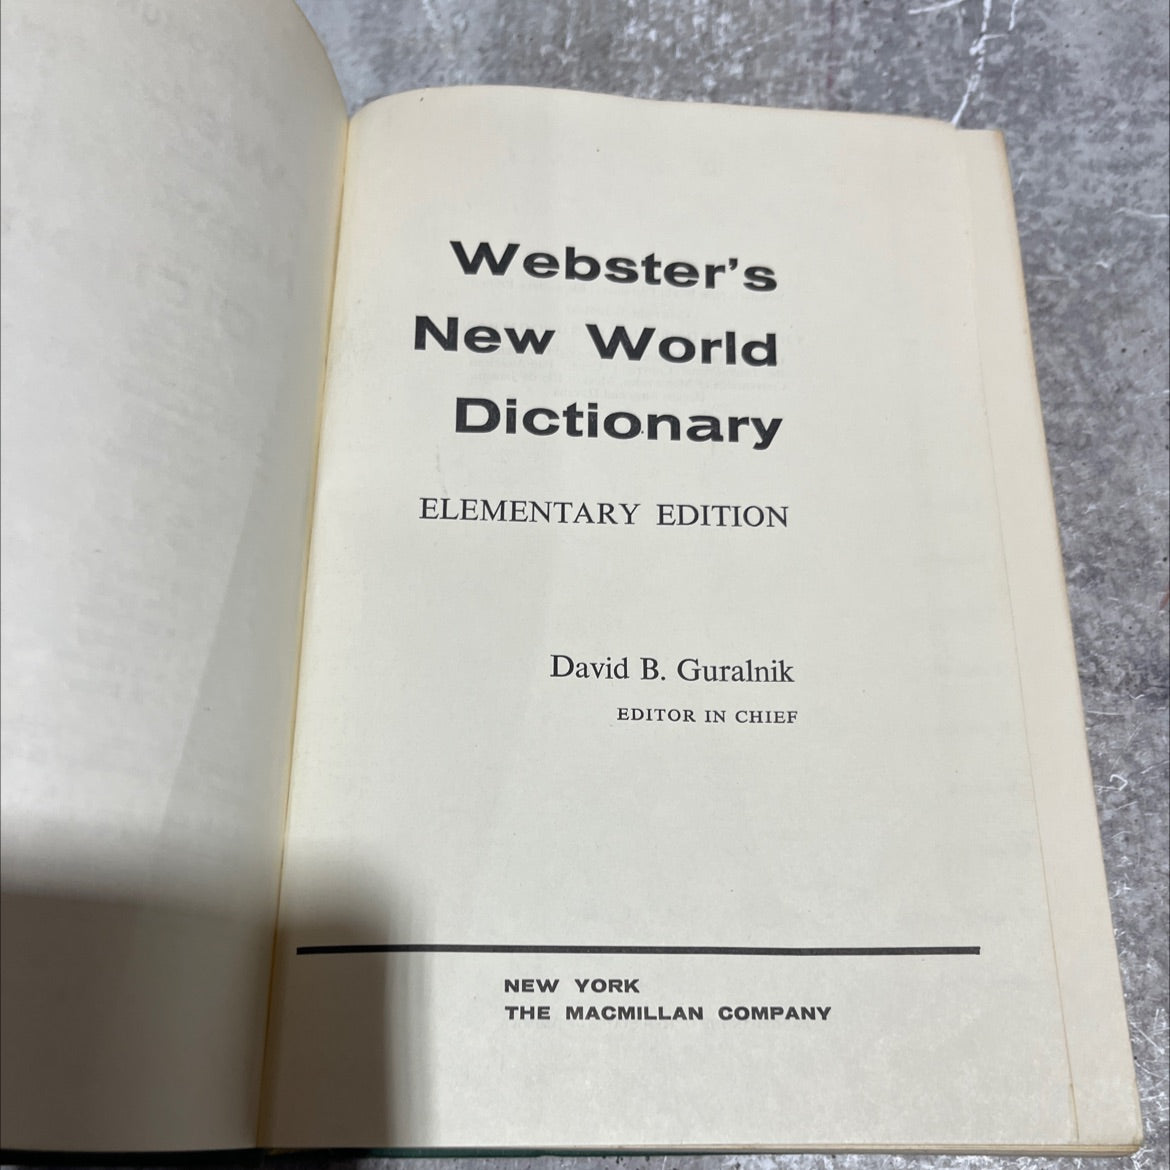 Webster's
New World
Dictionary
ELEMENTARY EDITION
David B. Guralnik
EDITOR IN CHIEF
NEW YORK
THE MACMILLAN COMPANY